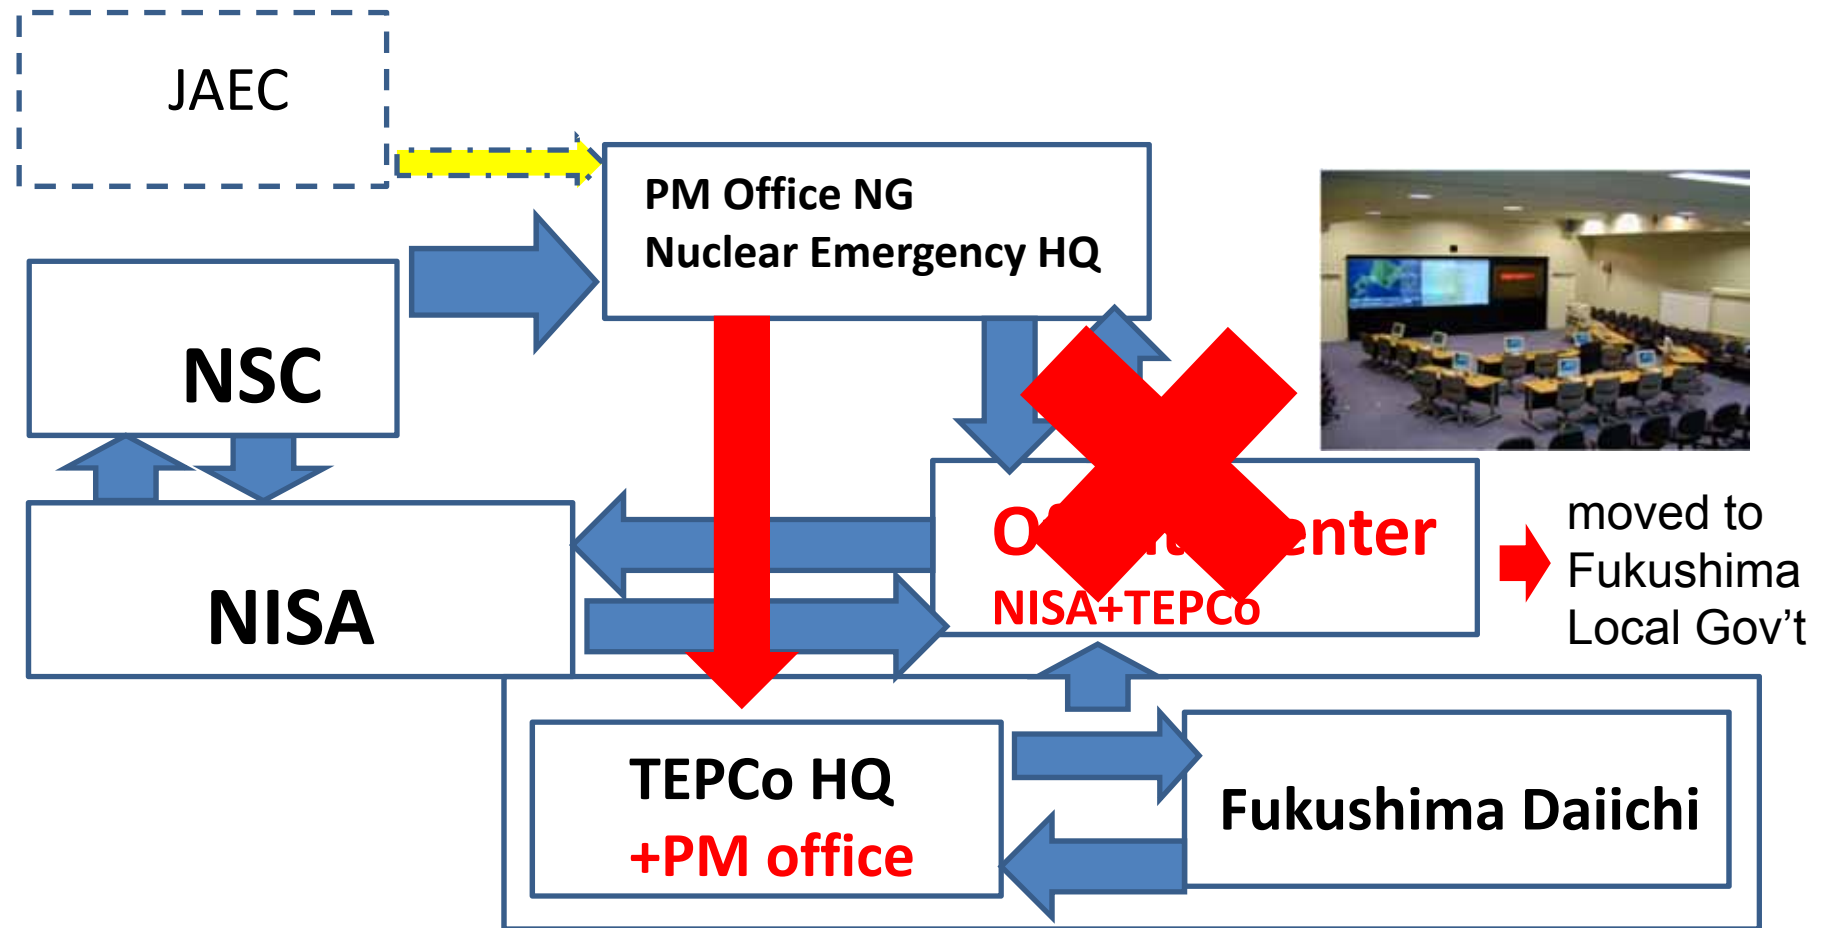 JAEC
PM Office NG
Nuclear Emergency HQ
NSC
NISA
NISA+TEPCo
moved to
Fukushima
Local Gov't
TEPCo HQ
+PM office
Fukushima Daiichi